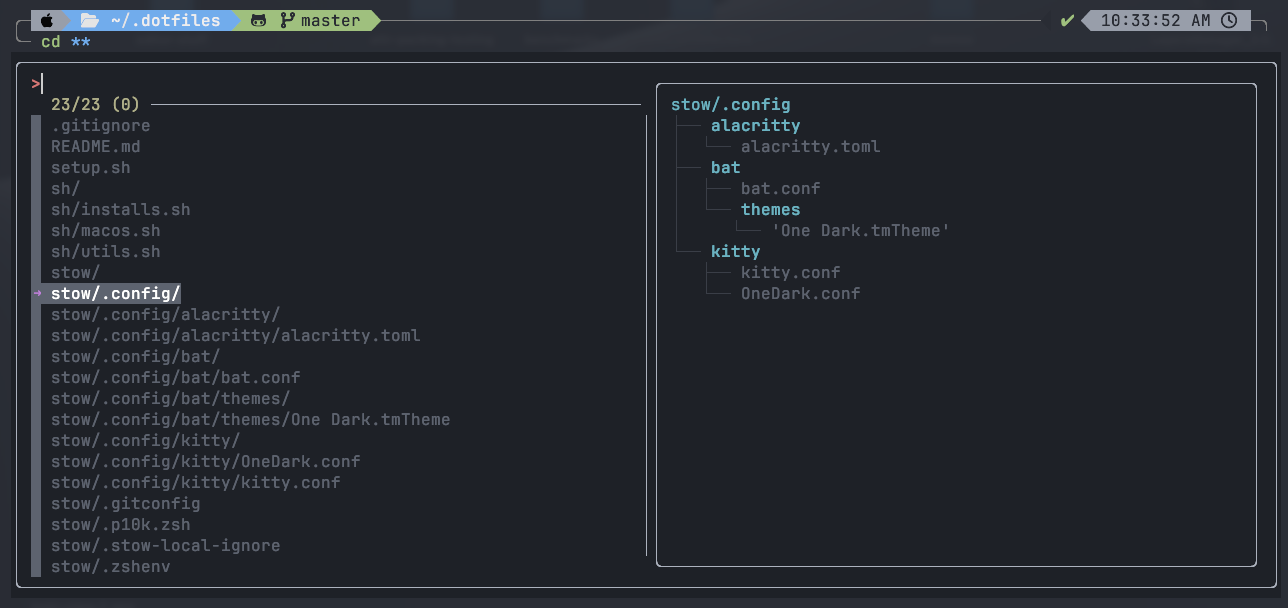 ~/.dotfiles master ✔ 10:33:52 AM
cd **
>
23/23 (0)
.gitignore
README.md
setup.sh
sh/
sh/installs.sh
sh/macos.sh
sh/utils.sh
stow/
→ stow/.config/
stow/.config/alacritty/
stow/.config/alacritty/alacritty.toml
stow/.config/bat/
stow/.config/bat/bat.conf
stow/.config/bat/themes/
stow/.config/bat/themes/One Dark.tmTheme
stow/.config/kitty/
stow/.config/kitty/OneDark.conf
stow/.config/kitty/kitty.conf
stow/.gitconfig
stow/.p10k.zsh
stow/.stow-local-ignore
stow/.zshenv
stow/.config
├── alacritty
│   └── alacritty.toml
├── bat
│   ├── bat.conf
│   └── themes
│       └── 'One Dark.tmTheme'
└── kitty
    ├── kitty.conf
    └── OneDark.conf